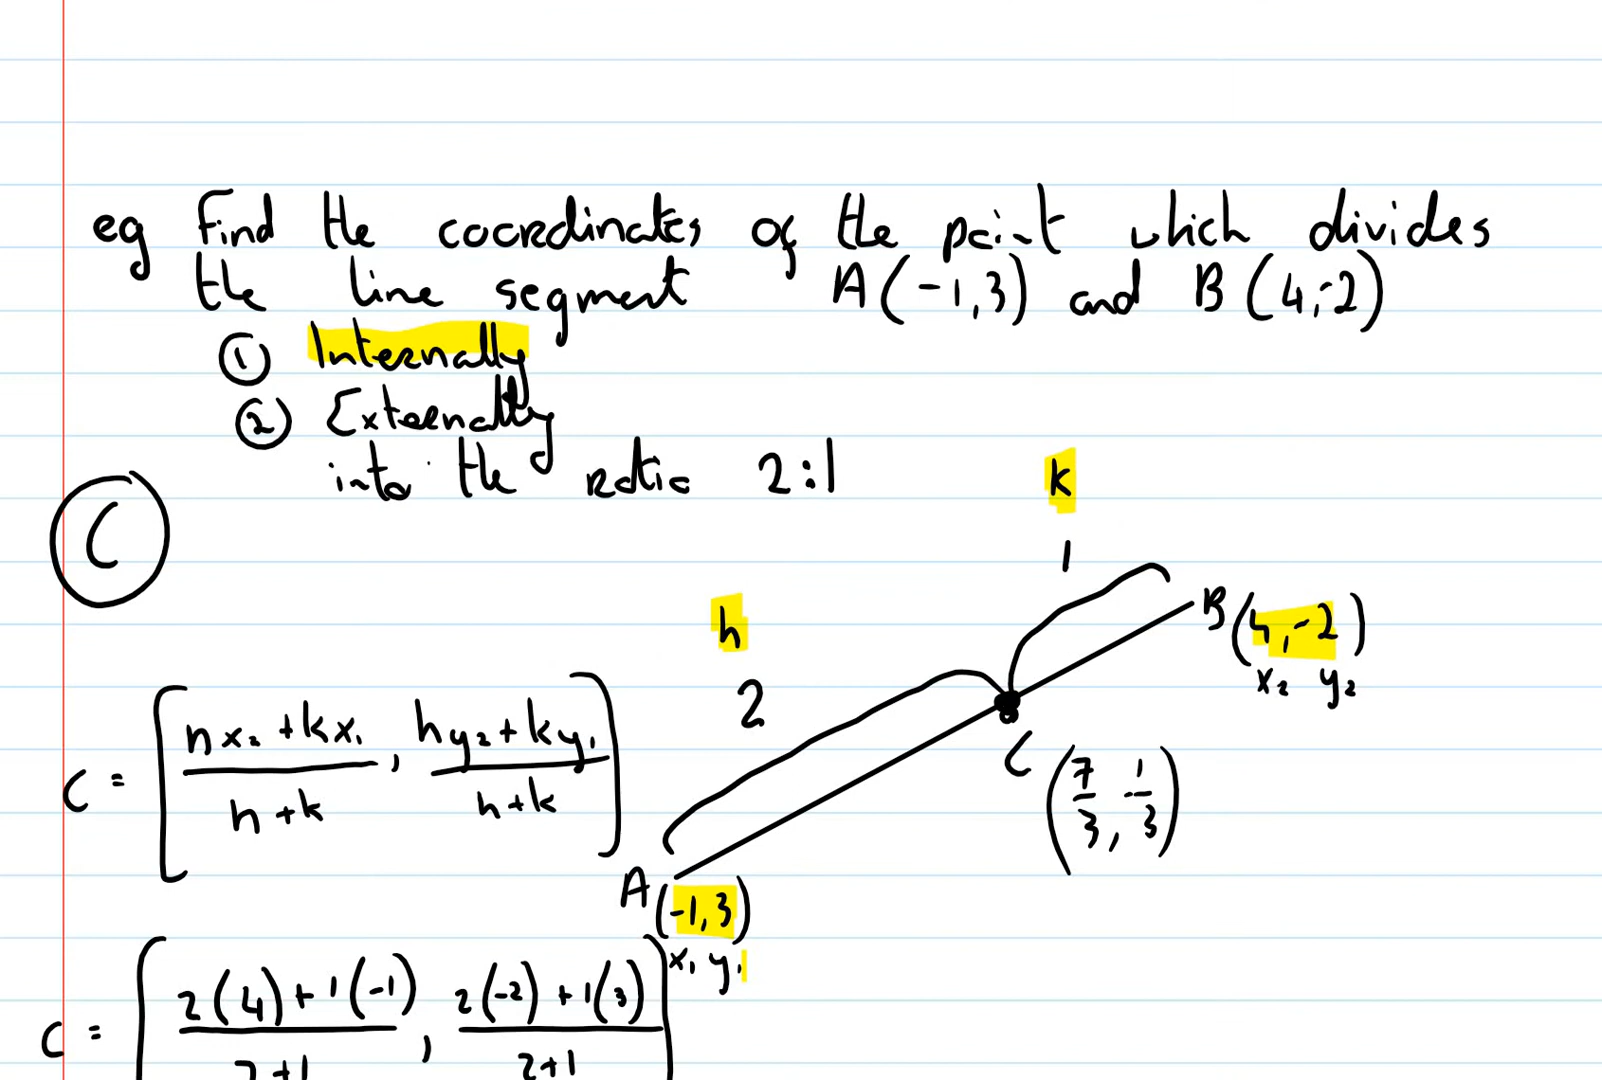 eg Find the coordinates of the point which divides
the line segment A(-1,3) and B(4,-2)
① Internally
② Externally
into the ratio 2:1
C
k
1
h
2
B(4,-2)
x₂ y₂
C = [ hx₂ + kx₁ / h + k , hy₂ + ky₁ / h + k ]
C (7/3, -1/3)
A(-1,3)
x₁ y₁
C = [ 2(4) + 1(-1) / 2+1 , 2(-2) + 1(3) / 2+1 ]